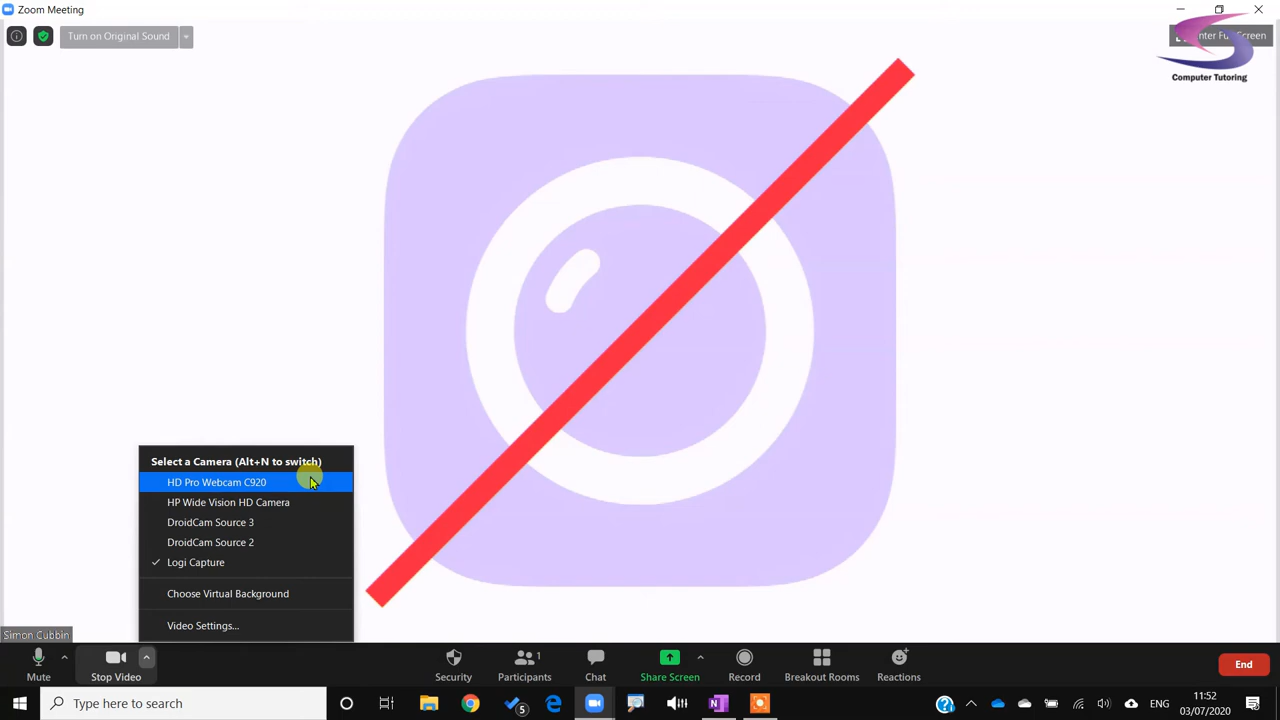 Zoom Meeting
Turn on Original Sound
Computer Tutoring
Select a Camera (Alt+N to switch)
HD Pro Webcam C920
HP Wide Vision HD Camera
DroidCam Source 3
DroidCam Source 2
Logi Capture
Choose Virtual Background
Video Settings...
Simon Cubbin
Mute
Stop Video
Security
Participants
1
Chat
Share Screen
Record
Breakout Rooms
Reactions
End
Type here to search
5
ENG
11:52
03/07/2020